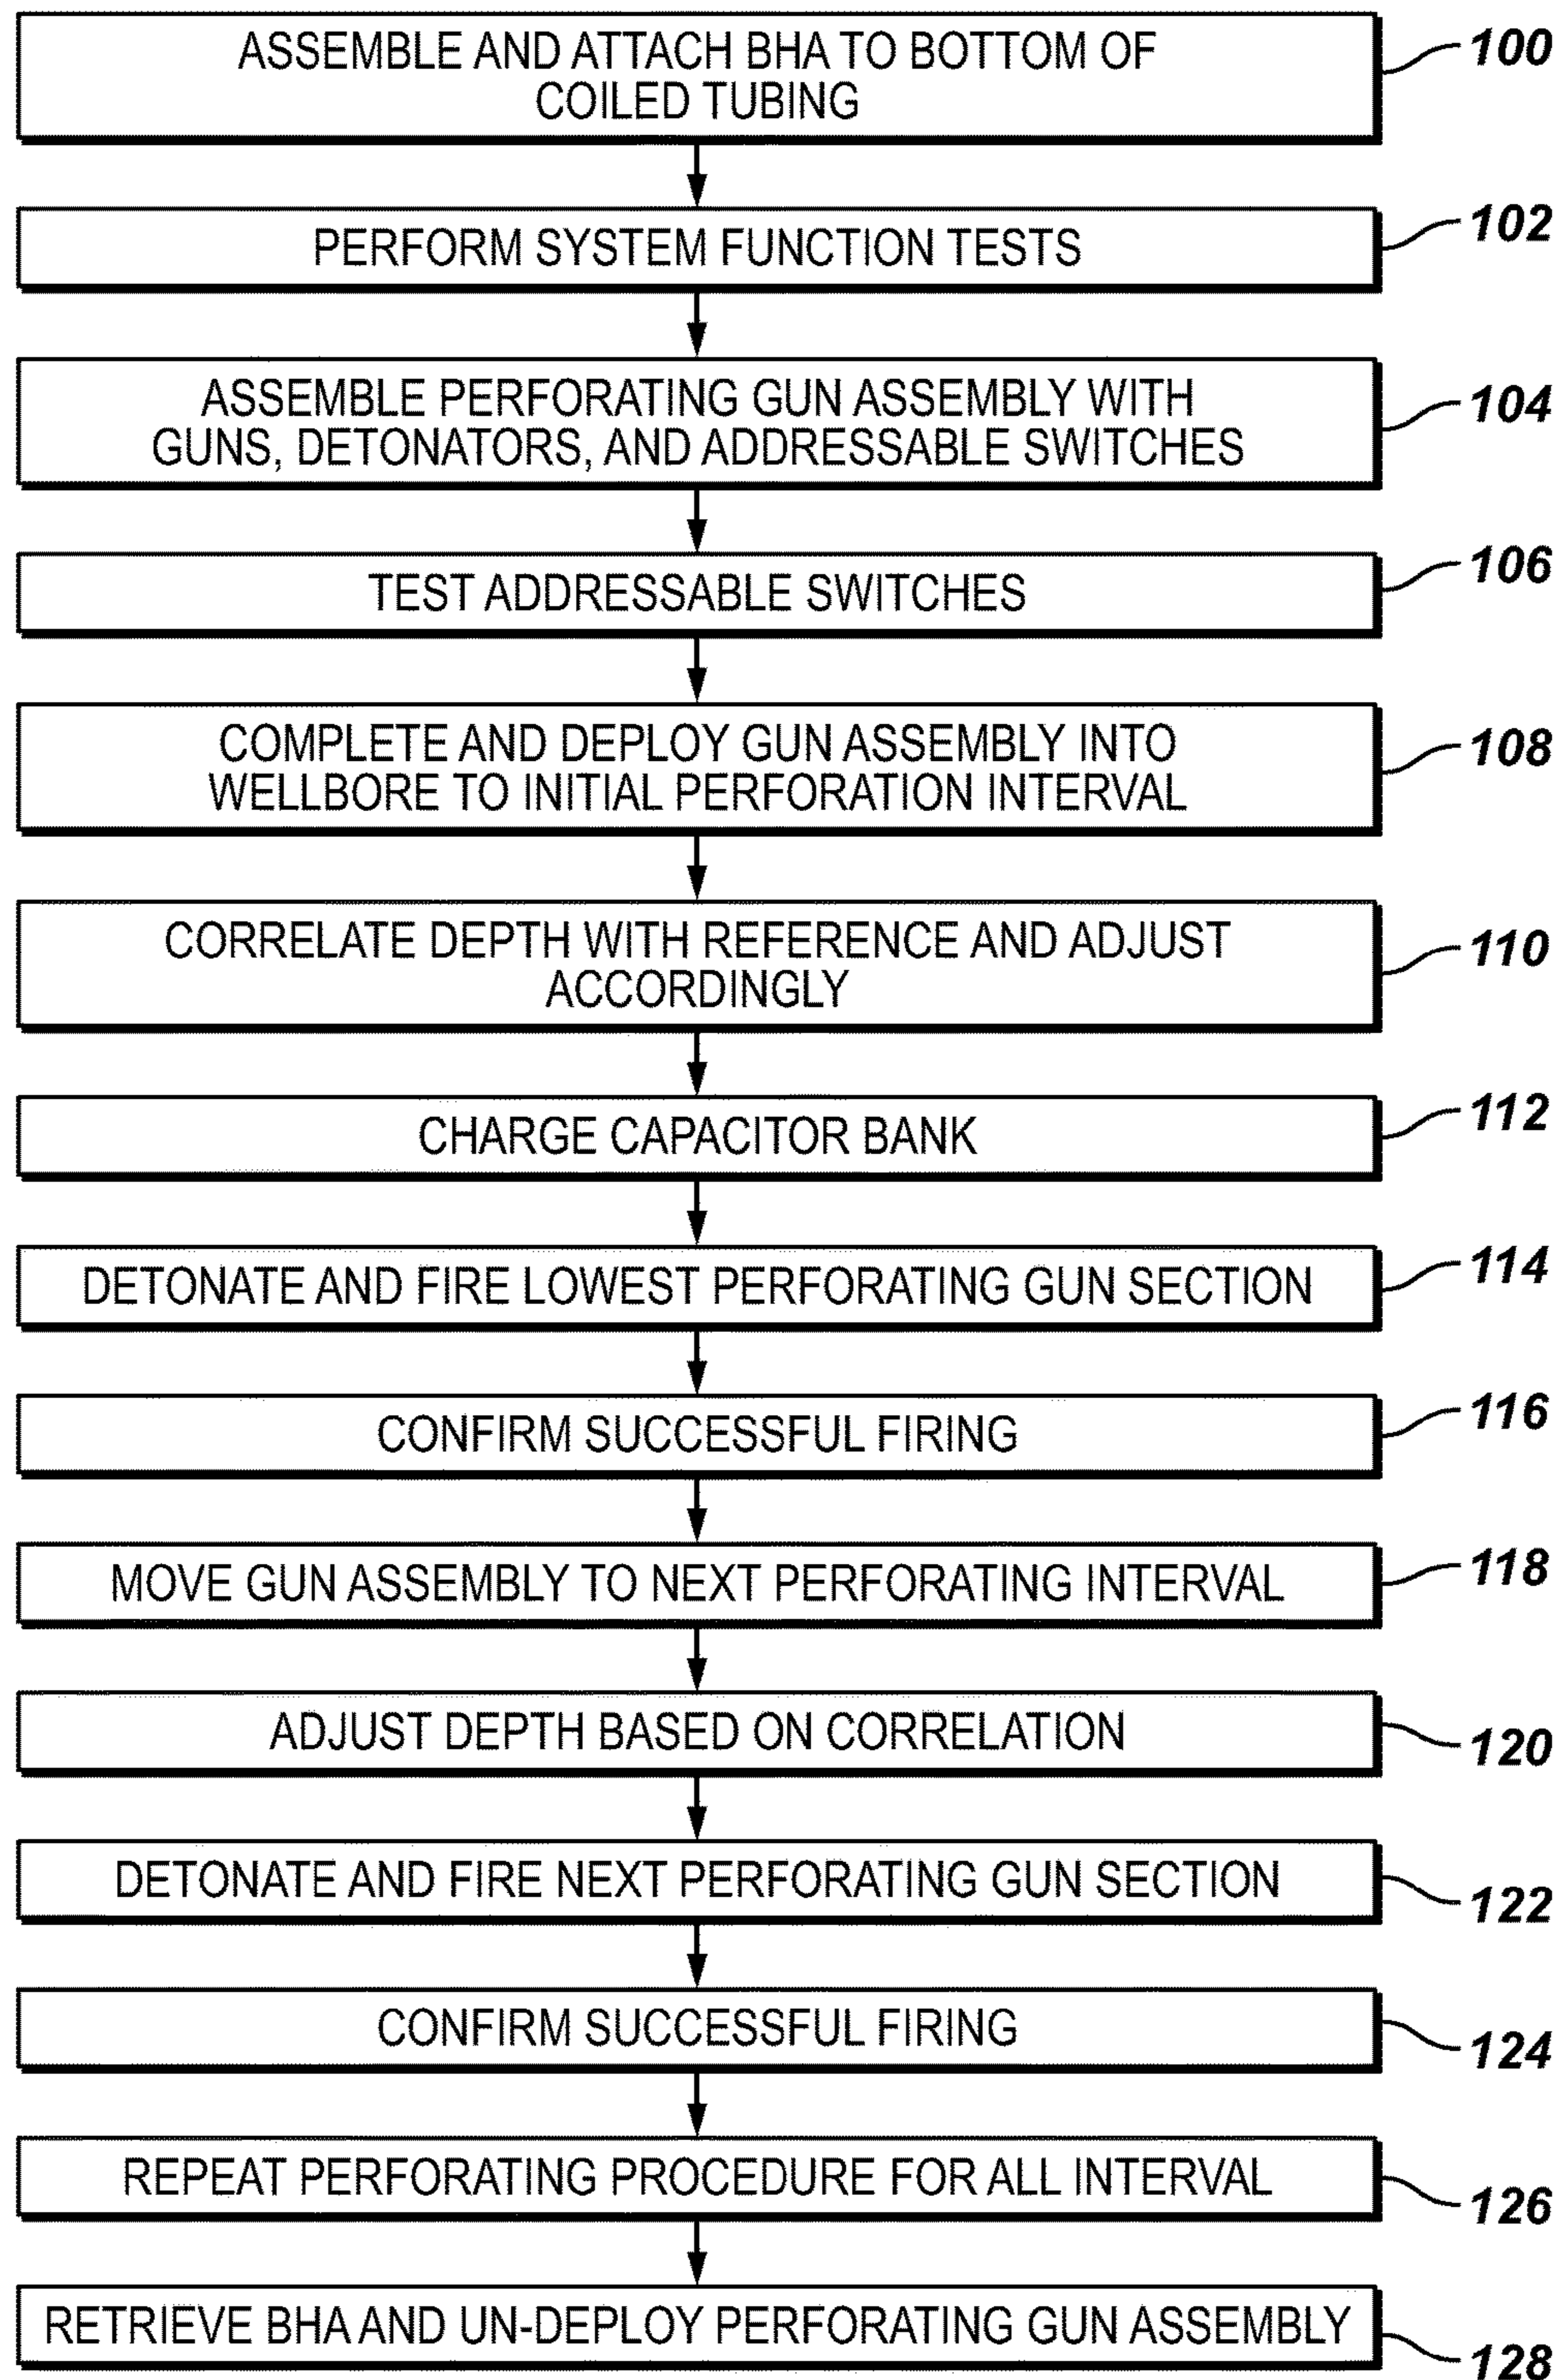 ASSEMBLE AND ATTACH BHA TO BOTTOM OF
COILED TUBING
100
PERFORM SYSTEM FUNCTION TESTS
102
ASSEMBLE PERFORATING GUN ASSEMBLY WITH
GUNS, DETONATORS, AND ADDRESSABLE SWITCHES
104
TEST ADDRESSABLE SWITCHES
106
COMPLETE AND DEPLOY GUN ASSEMBLY INTO
WELLBORE TO INITIAL PERFORATION INTERVAL
108
CORRELATE DEPTH WITH REFERENCE AND ADJUST
ACCORDINGLY
110
CHARGE CAPACITOR BANK
112
DETONATE AND FIRE LOWEST PERFORATING GUN SECTION
114
CONFIRM SUCCESSFUL FIRING
116
MOVE GUN ASSEMBLY TO NEXT PERFORATING INTERVAL
118
ADJUST DEPTH BASED ON CORRELATION
120
DETONATE AND FIRE NEXT PERFORATING GUN SECTION
122
CONFIRM SUCCESSFUL FIRING
124
REPEAT PERFORATING PROCEDURE FOR ALL INTERVAL
126
RETRIEVE BHA AND UN-DEPLOY PERFORATING GUN ASSEMBLY
128